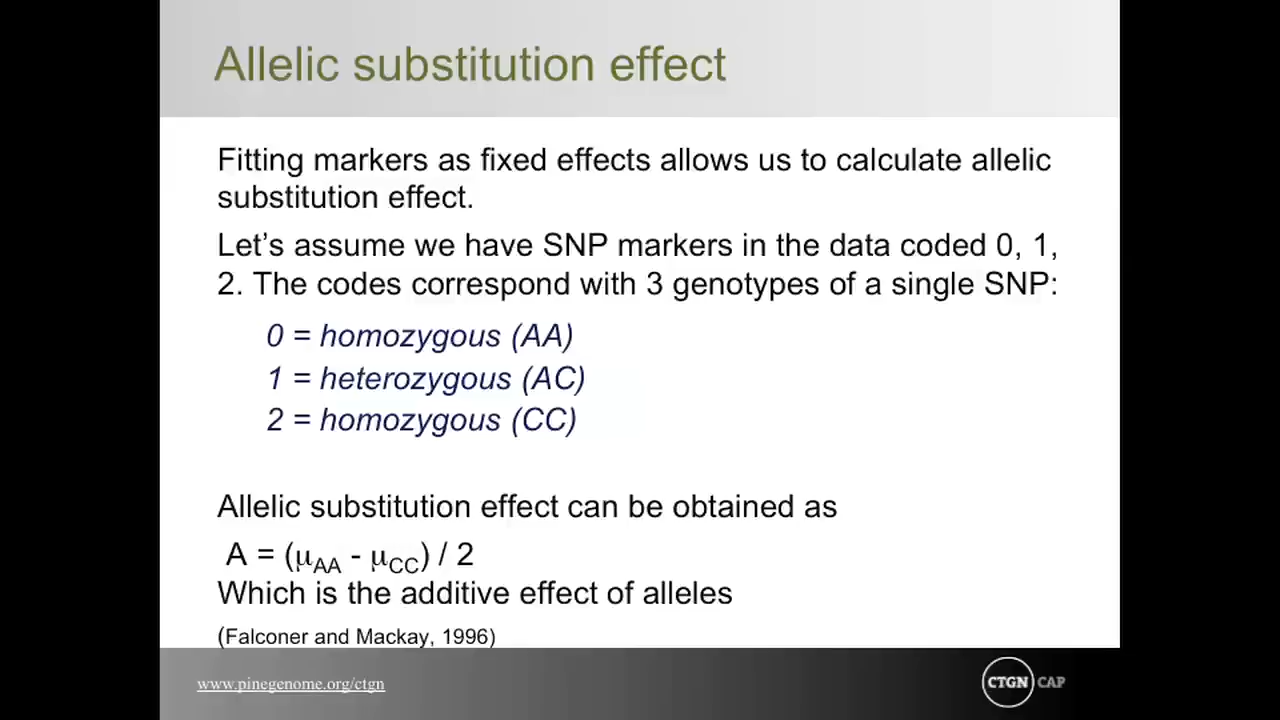 Allelic substitution effect
Fitting markers as fixed effects allows us to calculate allelic
substitution effect.
Let’s assume we have SNP markers in the data coded 0, 1,
2. The codes correspond with 3 genotypes of a single SNP:
0 = homozygous (AA)
1 = heterozygous (AC)
2 = homozygous (CC)
Allelic substitution effect can be obtained as
A = (μAA - μCC) / 2
Which is the additive effect of alleles
(Falconer and Mackay, 1996)
www.pinegenome.org/ctgn
CTGN CAP